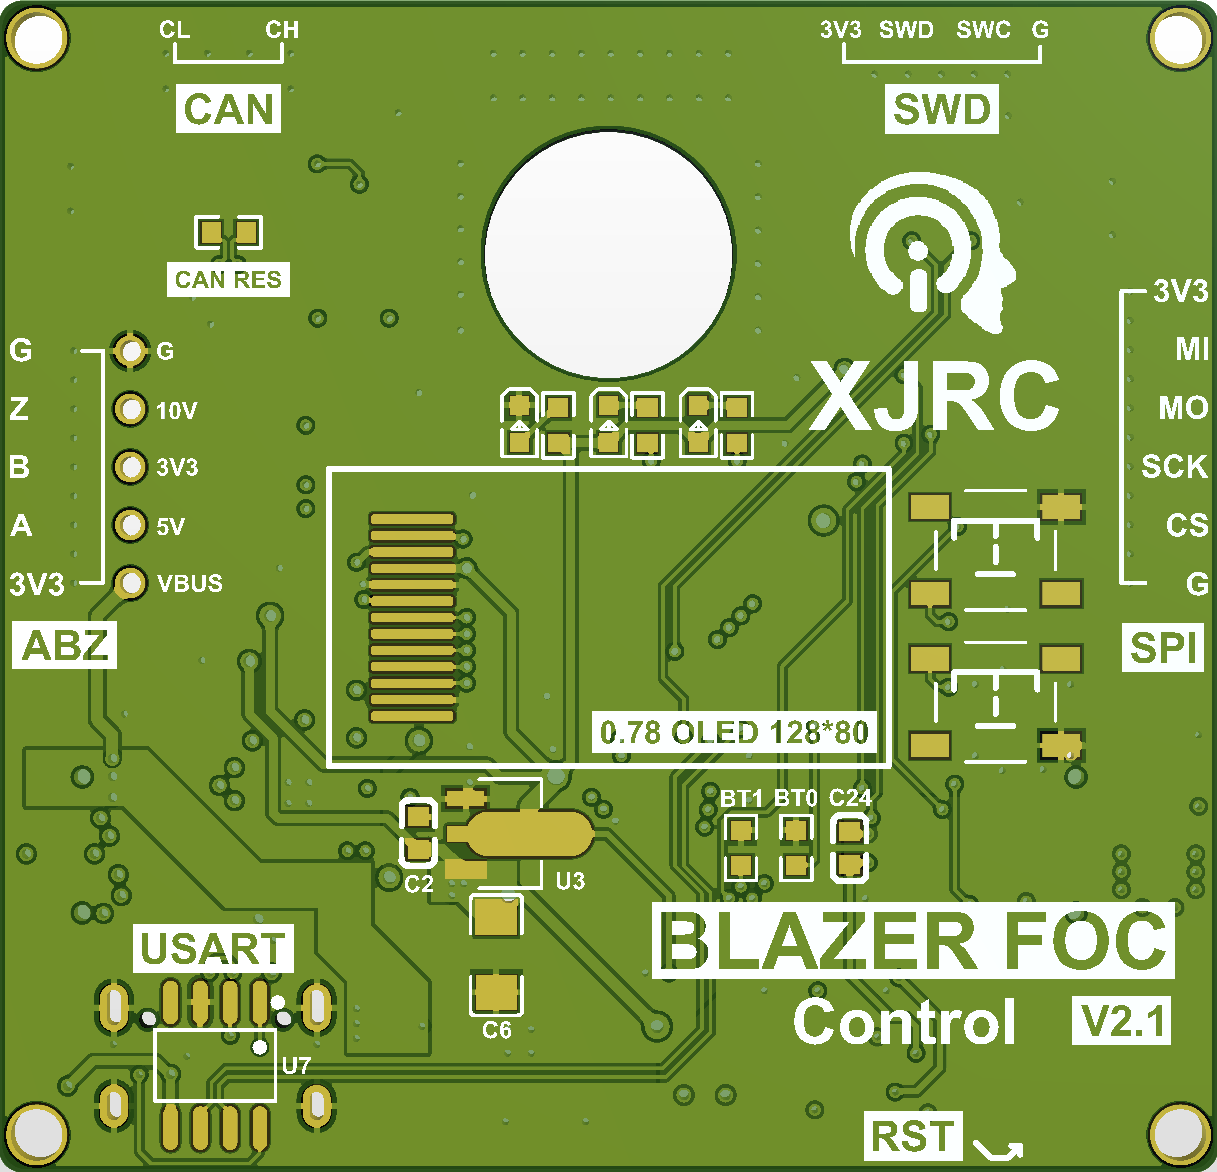 CL CH
3V3 SWD SWC G
CAN
SWD
CAN RES
3V3
MI
MO
SCK
CS
G
SPI
G
Z
B
A
3V3
G
10V
3V3
5V
VBUS
ABZ
XJRC
0.78 OLED 128*80
BT1 BT0 C24
C2
U3
C6
USART
U7
BLAZER FOC
Control
V2.1
RST